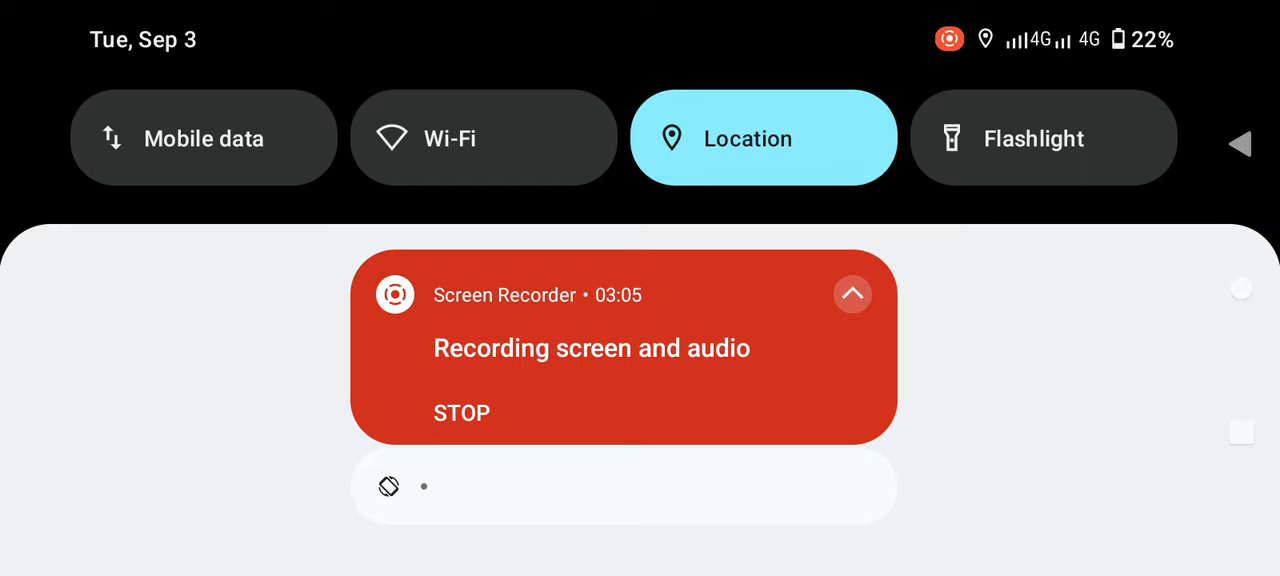 Tue, Sep 3
4G 4G 22%
Mobile data
Wi-Fi
Location
Flashlight
Screen Recorder • 03:05
Recording screen and audio
STOP